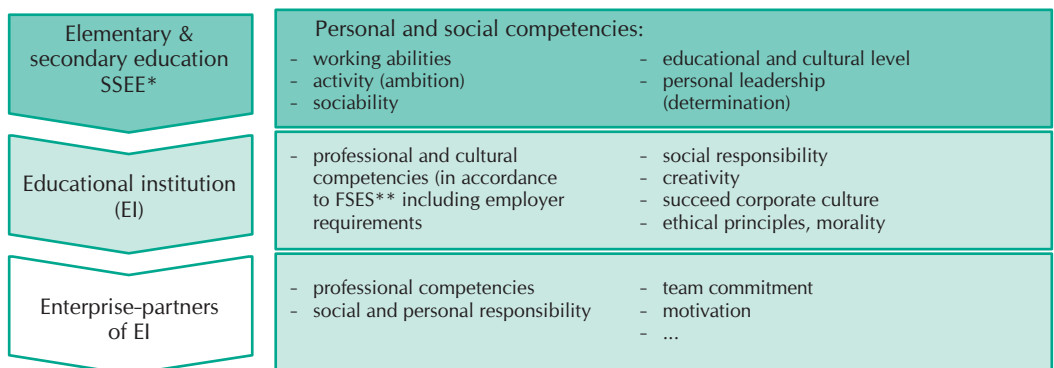 Elementary &
secondary education
SSEE*
Personal and social competencies:
- working abilities
- activity (ambition)
- sociability
- educational and cultural level
- personal leadership
(determination)
Educational institution
(EI)
- professional and cultural
competencies (in accordance
to FSES** including employer
requirements
- social responsibility
- creativity
- succeed corporate culture
- ethical principles, morality
Enterprise-partners
of EI
- professional competencies
- social and personal responsibility
- team commitment
- motivation
- ...